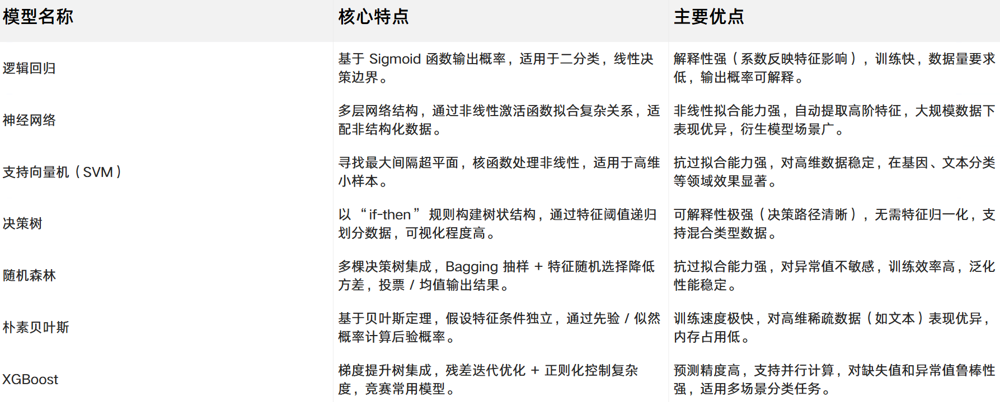 模型名称 核心特点 主要优点
逻辑回归
基于 Sigmoid 函数输出概率，适用于二分类，线性决
策边界。
解释性强（系数反映特征影响），训练快，数据量要求
低，输出概率可解释。
神经网络
多层网络结构，通过非线性激活函数拟合复杂关系，适
配非结构化数据。
非线性拟合能力强，自动提取高阶特征，大规模数据下
表现优异，衍生模型场景广。
支持向量机（SVM）
寻找最大间隔超平面，核函数处理非线性，适用于高维
小样本。
抗过拟合能力强，对高维数据稳定，在基因、文本分类
等领域效果显著。
决策树
以 “if-then” 规则构建树状结构，通过特征阈值递归
划分数据，可视化程度高。
可解释性极强（决策路径清晰），无需特征归一化，支
持混合类型数据。
随机森林
多棵决策树集成，Bagging 抽样 + 特征随机选择降低
方差，投票 / 均值输出结果。
抗过拟合能力强，对异常值不敏感，训练效率高，泛化
性能稳定。
朴素贝叶斯
基于贝叶斯定理，假设特征条件独立，通过先验 / 似然
概率计算后验概率。
训练速度极快，对高维稀疏数据（如文本）表现优异，
内存占用低。
XGBoost
梯度提升树集成，残差迭代优化 + 正则化控制复杂
度，竞赛常用模型。
预测精度高，支持并行计算，对缺失值和异常值鲁棒性
强，适用多场景分类任务。